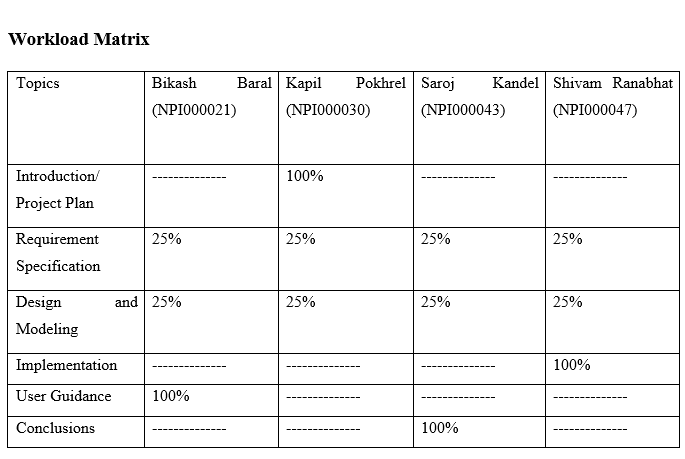 Workload Matrix
Topics Bikash Baral Kapil Pokhrel Saroj Kandel Shivam Ranabhat
(NPI000021) (NPI000030) (NPI000043) (NPI000047)
Introduction/ -------------- 100% -------------- --------------
Project Plan
Requirement 25% 25% 25% 25%
Specification
Design and 25% 25% 25% 25%
Modeling
Implementation -------------- -------------- -------------- 100%
User Guidance 100% -------------- -------------- --------------
Conclusions -------------- -------------- 100% --------------